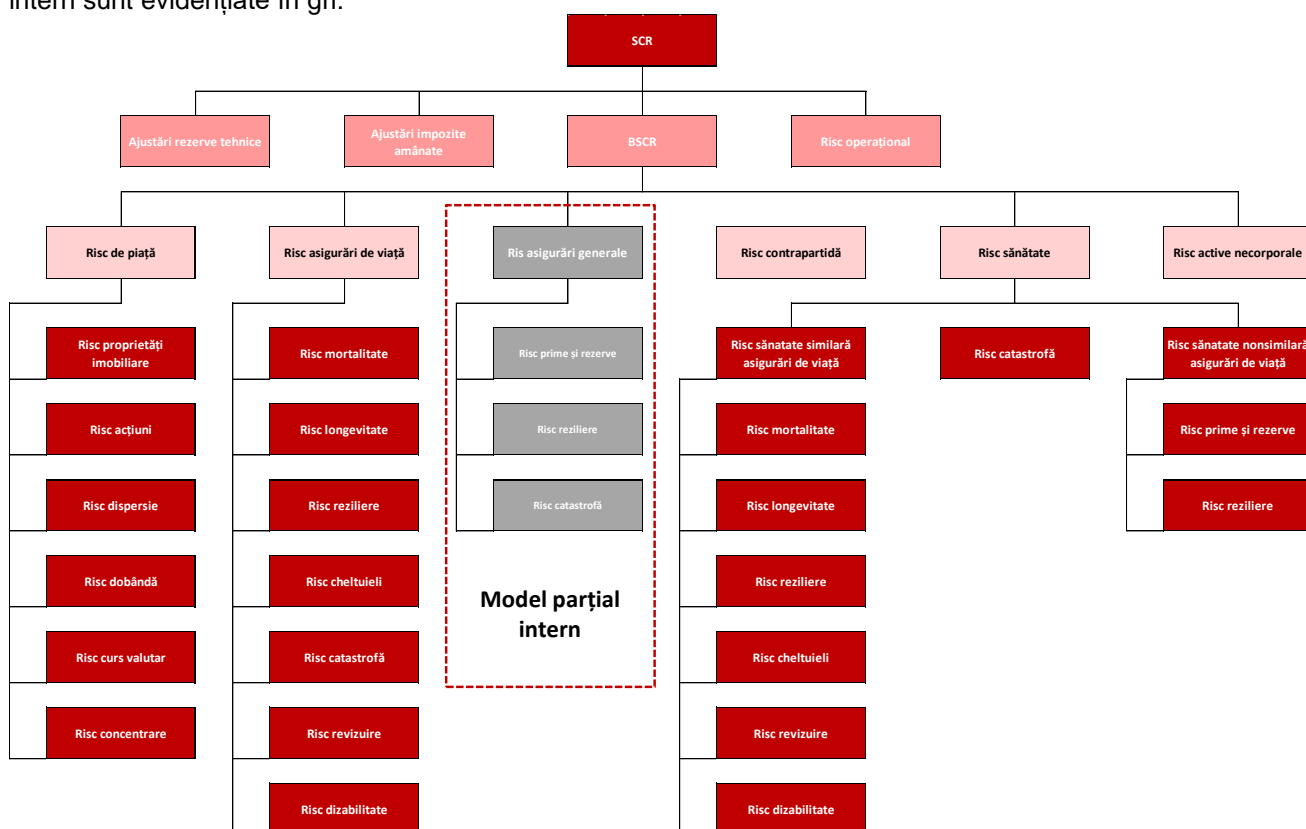 intern sunt evidențiate în gri.
SCR
Ajustări rezerve tehnice
Ajustări impozite
amânate
BSCR
Risc operațional
Risc de piață
Risc asigurări de viață
Ris asigurări generale
Risc contrapartidă
Risc sănătate
Risc active necorporale
Risc proprietăți
imobiliare
Risc mortalitate
Risc prime și rezerve
Risc sănatate similară
asigurări de viață
Risc catastrofă
Risc sănătate nonsimilară
asigurări de viață
Risc acțiuni
Risc longevitate
Risc reziliere
Risc mortalitate
Risc prime și rezerve
Risc dispersie
Risc reziliere
Risc catastrofă
Risc longevitate
Risc reziliere
Risc dobândă
Risc cheltuieli
Model parțial
intern
Risc reziliere
Risc curs valutar
Risc catastrofă
Risc cheltuieli
Risc concentrare
Risc revizuire
Risc revizuire
Risc dizabilitate
Risc dizabilitate